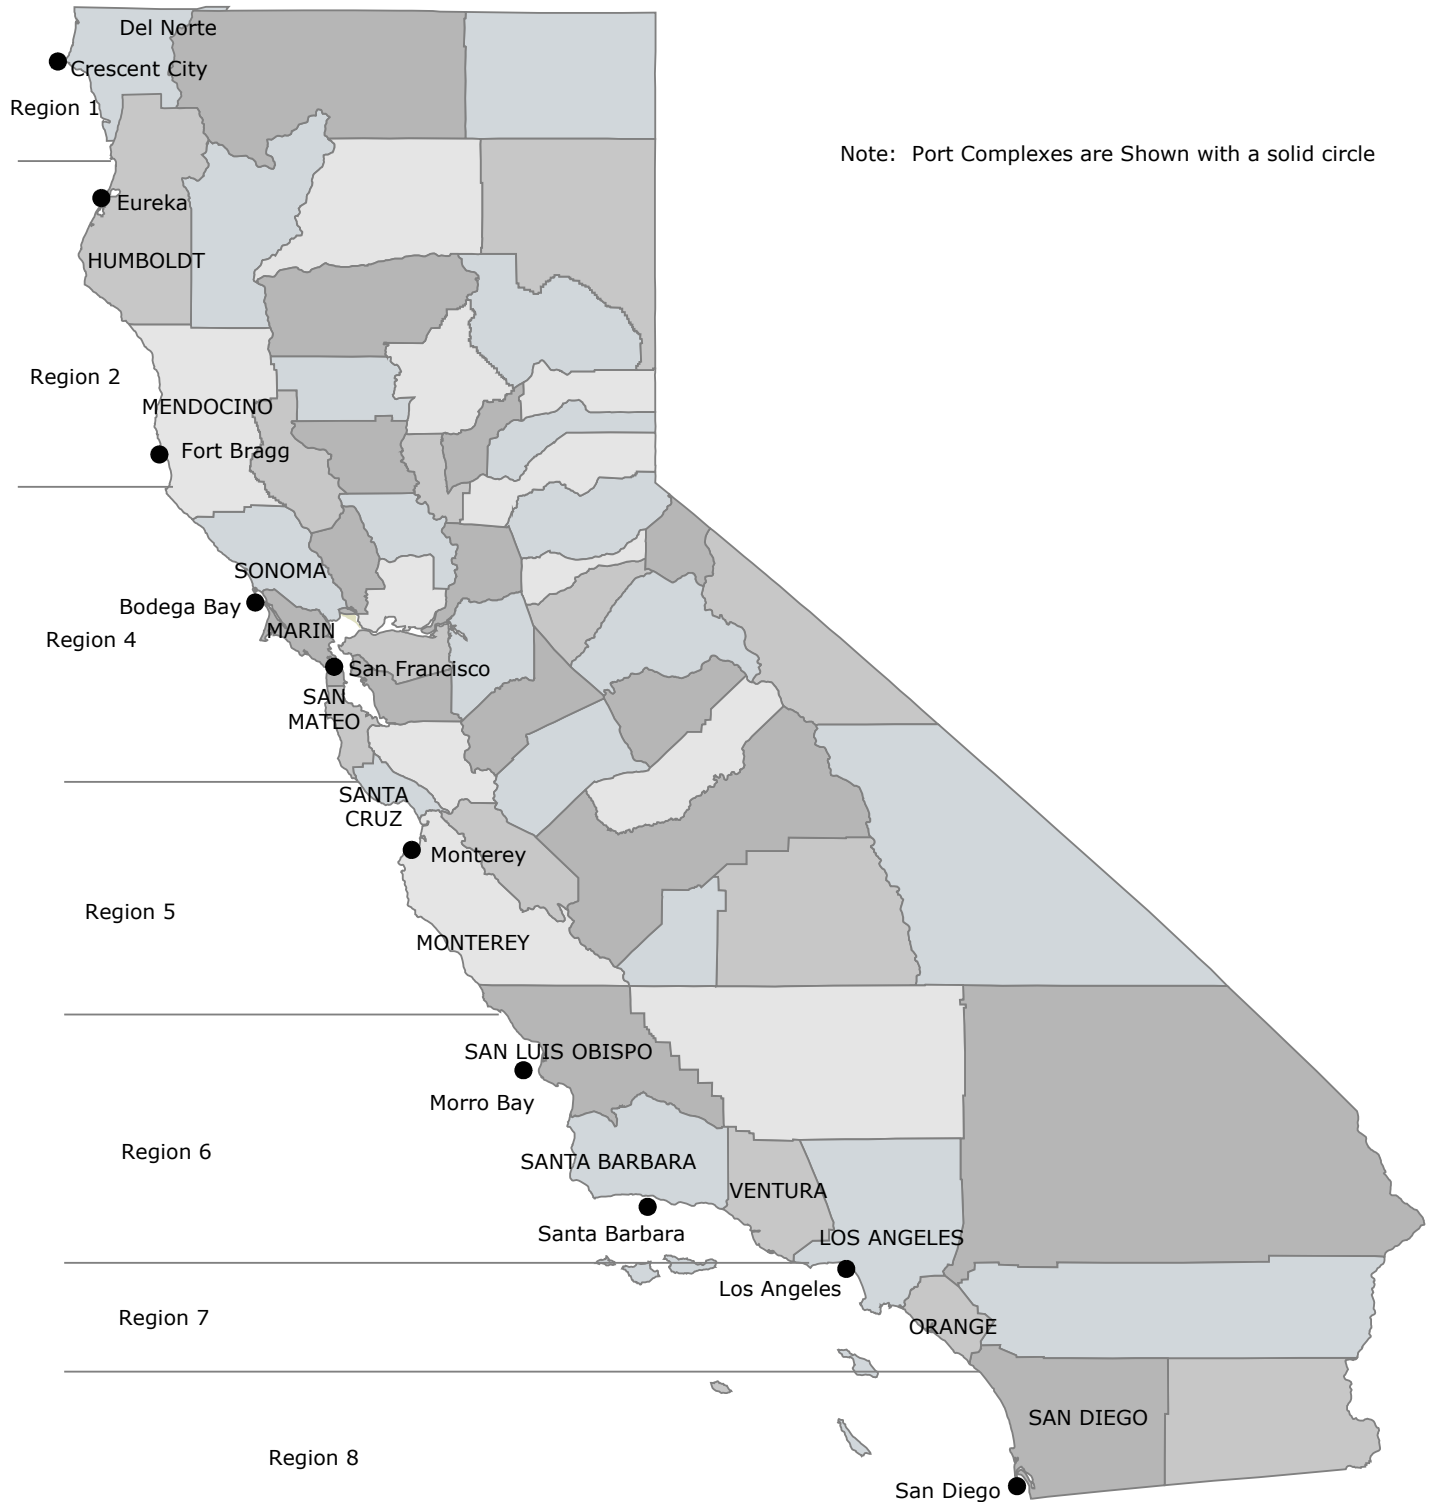 Del Norte
Crescent City
Region 1
Note: Port Complexes are Shown with a solid circle
Eureka
HUMBOLDT
Region 2
MENDOCINO
Fort Bragg
SONOMA
Bodega Bay
MARIN
Region 4
San Francisco
SAN
MATEO
SANTA
CRUZ
Monterey
Region 5
MONTEREY
SAN LUIS OBISPO
Morro Bay
Region 6
SANTA BARBARA
VENTURA
Santa Barbara
LOS ANGELES
Los Angeles
Region 7
ORANGE
SAN DIEGO
Region 8
San Diego